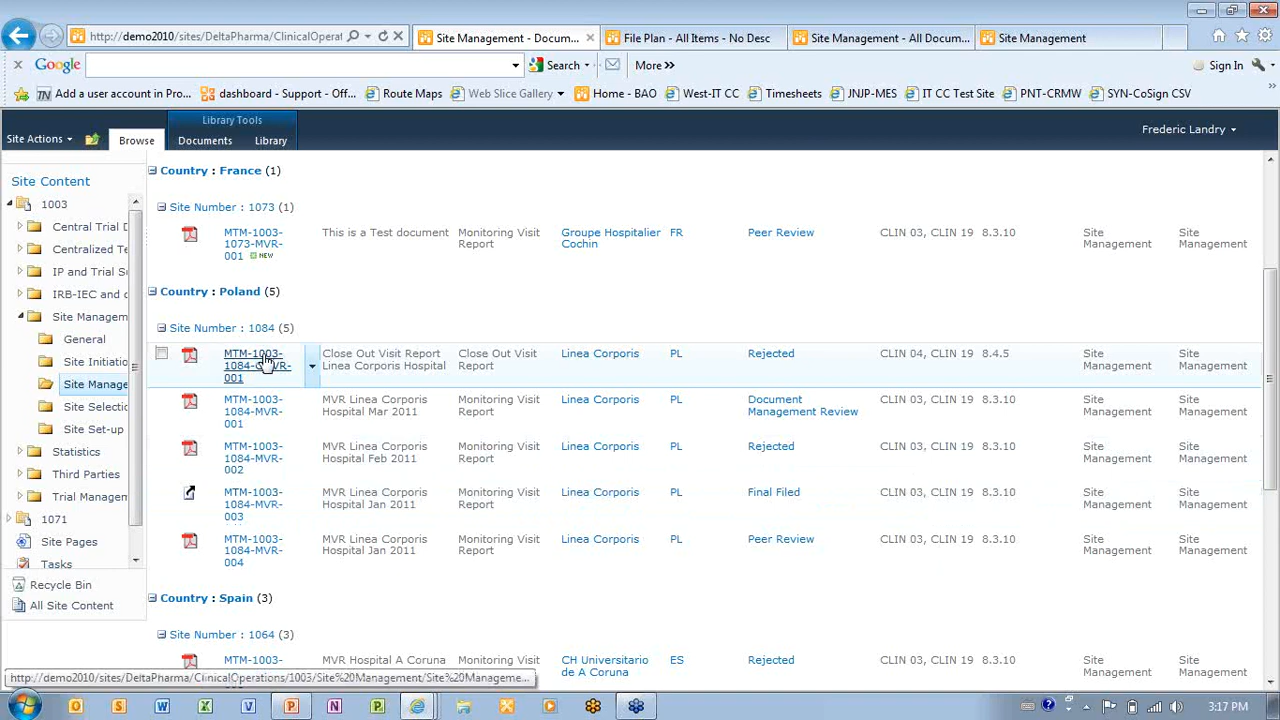 http://demo2010/sites/DeltaPharma/ClinicalOperat
Site Management - Docum...
File Plan - All Items - No Desc
Site Management - All Docum...
Site Management
Google
Search
More »
Sign In
Add a user account in Pro...
dashboard - Support - Off...
Route Maps
Web Slice Gallery
Home - BAO
West-IT CC
Timesheets
JNJP-MES
IT CC Test Site
PNT-CRMW
SYN-CoSign CSV
Library Tools
Site Actions
Browse
Documents
Library
Frederic Landry
Site Content
1003
Central Trial D
Centralized Te
IP and Trial Su
IRB-IEC and o
Site Managem
General
Site Initiatio
Site Manage
Site Selectio
Site Set-up
Statistics
Third Parties
Trial Managem
1071
Site Pages
Tasks
Recycle Bin
All Site Content
Country : France (1)
Site Number : 1073 (1)
MTM-1003- This is a Test document Monitoring Visit Groupe Hospitalier FR Peer Review CLIN 03, CLIN 19 8.3.10 Site Site
1073-MVR- Report Cochin Management Management
001 NEW
Country : Poland (5)
Site Number : 1084 (5)
MTM-1003- Close Out Visit Report Close Out Visit Linea Corporis PL Rejected CLIN 04, CLIN 19 8.4.5 Site Site
1084- VR- Linea Corporis Hospital Report Management Management
001
MTM-1003- MVR Linea Corporis Monitoring Visit Linea Corporis PL Document CLIN 03, CLIN 19 8.3.10 Site Site
1084-MVR- Hospital Mar 2011 Report Management Review Management Management
001
MTM-1003- MVR Linea Corporis Monitoring Visit Linea Corporis PL Rejected CLIN 03, CLIN 19 8.3.10 Site Site
1084-MVR- Hospital Feb 2011 Report Management Management
002
MTM-1003- MVR Linea Corporis Monitoring Visit Linea Corporis PL Final Filed CLIN 03, CLIN 19 8.3.10 Site Site
1084-MVR- Hospital Jan 2011 Report Management Management
003
MTM-1003- MVR Linea Corporis Monitoring Visit Linea Corporis PL Peer Review CLIN 03, CLIN 19 8.3.10 Site Site
1084-MVR- Hospital Jan 2011 Report Management Management
004
Country : Spain (3)
Site Number : 1064 (3)
MTM-1003- MVR Hospital A Coruna Monitoring Visit CH Universitario ES Rejected CLIN 03, CLIN 19 8.3.10 Site Site
Report de A Coruna Management Management
http://demo2010/sites/DeltaPharma/ClinicalOperations/1003/Site%20Management/Site%20Manageme...
3:17 PM